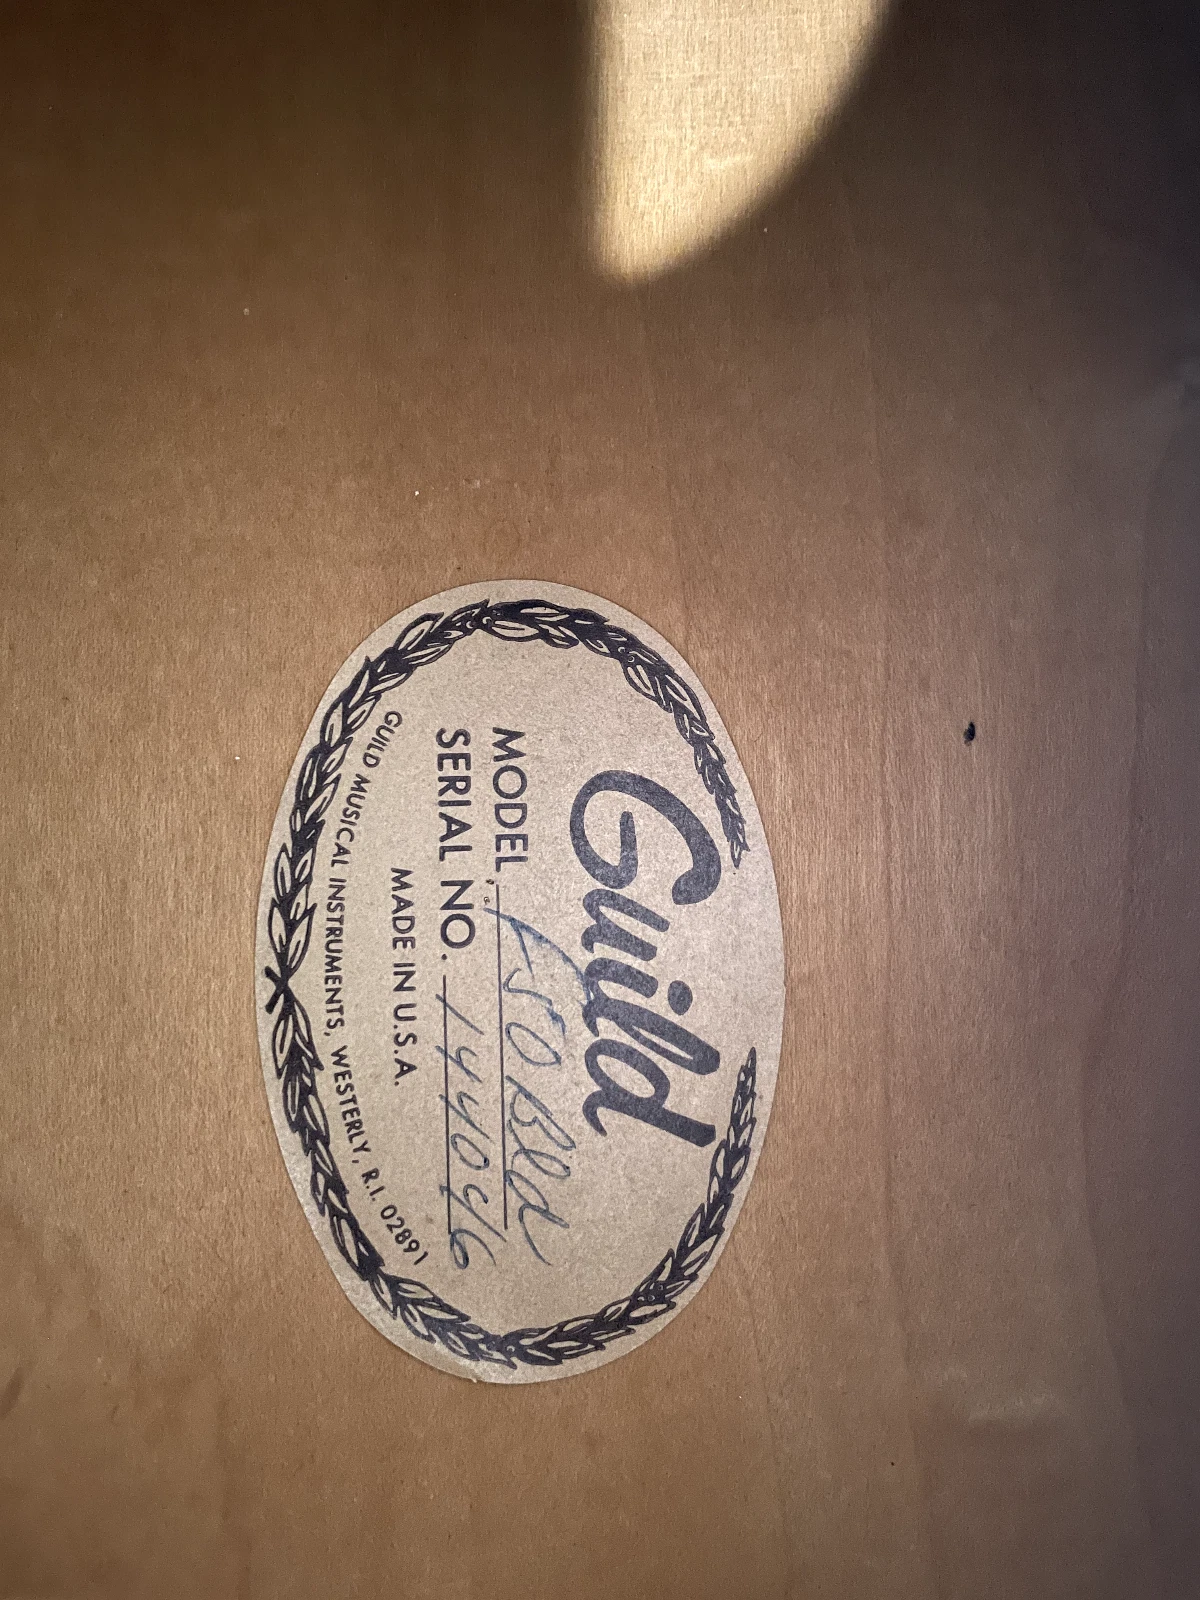 Guild
MODEL F50 Bld
SERIAL NO. 144046
MADE IN U.S.A.
GUILD MUSICAL INSTRUMENTS, WESTERLY, R.I. 02891